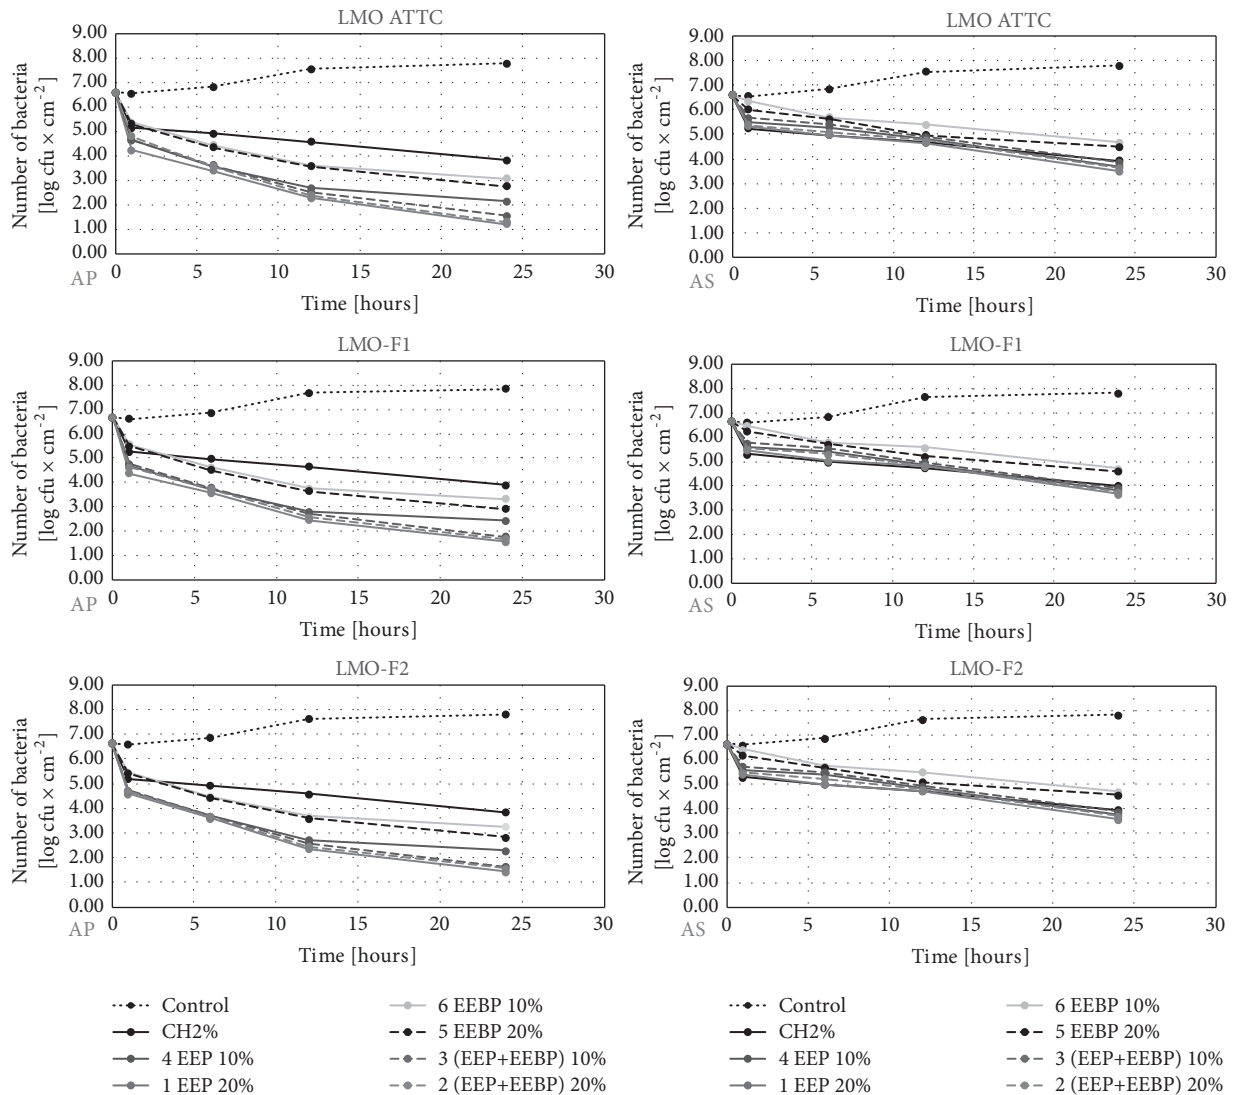 LMO ATTC
Number of bacteria
[log cfu × cm⁻²]
9.00
8.00
7.00
6.00
5.00
4.00
3.00
2.00
1.00
0.00
0 5 10 15 20 25 30
AP
Time [hours]
LMO ATTC
Number of bacteria
[log cfu × cm⁻²]
9.00
8.00
7.00
6.00
5.00
4.00
3.00
2.00
1.00
0.00
0 5 10 15 20 25 30
AS
Time [hours]
LMO-F1
Number of bacteria
[log cfu × cm⁻²]
9.00
8.00
7.00
6.00
5.00
4.00
3.00
2.00
1.00
0.00
0 5 10 15 20 25 30
AP
Time [hours]
LMO-F1
Number of bacteria
[log cfu × cm⁻²]
9.00
8.00
7.00
6.00
5.00
4.00
3.00
2.00
1.00
0.00
0 5 10 15 20 25 30
AS
Time [hours]
LMO-F2
Number of bacteria
[log cfu × cm⁻²]
9.00
8.00
7.00
6.00
5.00
4.00
3.00
2.00
1.00
0.00
0 5 10 15 20 25 30
AP
Time [hours]
LMO-F2
Number of bacteria
[log cfu × cm⁻²]
9.00
8.00
7.00
6.00
5.00
4.00
3.00
2.00
1.00
0.00
0 5 10 15 20 25 30
AS
Time [hours]
Control
CH2%
4 EEP 10%
1 EEP 20%
6 EEBP 10%
5 EEBP 20%
3 (EEP+EEBP) 10%
2 (EEP+EEBP) 20%
Control
CH2%
4 EEP 10%
1 EEP 20%
6 EEBP 10%
5 EEBP 20%
3 (EEP+EEBP) 10%
2 (EEP+EEBP) 20%